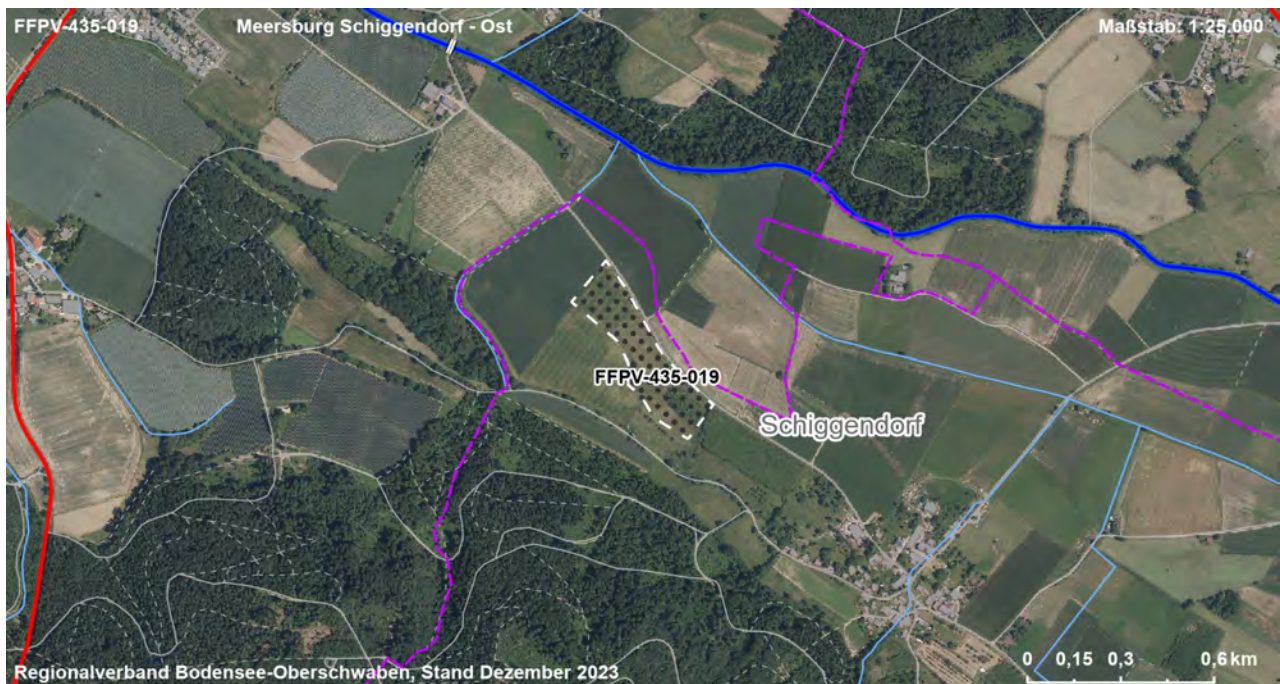 FFPV-435-019
Meersburg Schiggendorf - Ost
Maßstab: 1:25.000
FFPV-435-019
Schiggendorf
0 0,15 0,3 0,6 km
Regionalverband Bodensee-Oberschwaben, Stand Dezember 2023